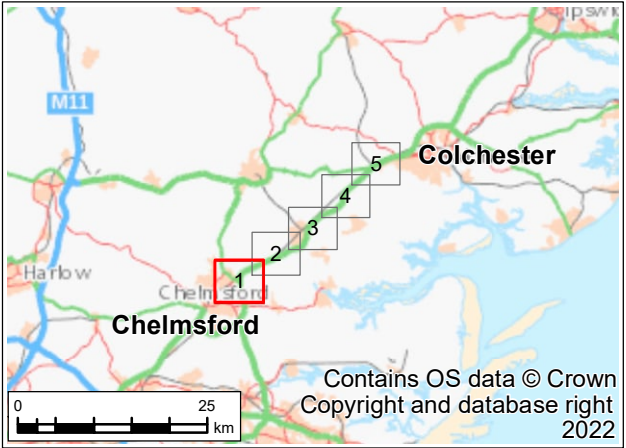 ipswi
M11
5
Colchester
4
3
2
1
Harlow
Chelmsford
Chelmsford
Contains OS data © Crown
Copyright and database right
2022
0 25
km